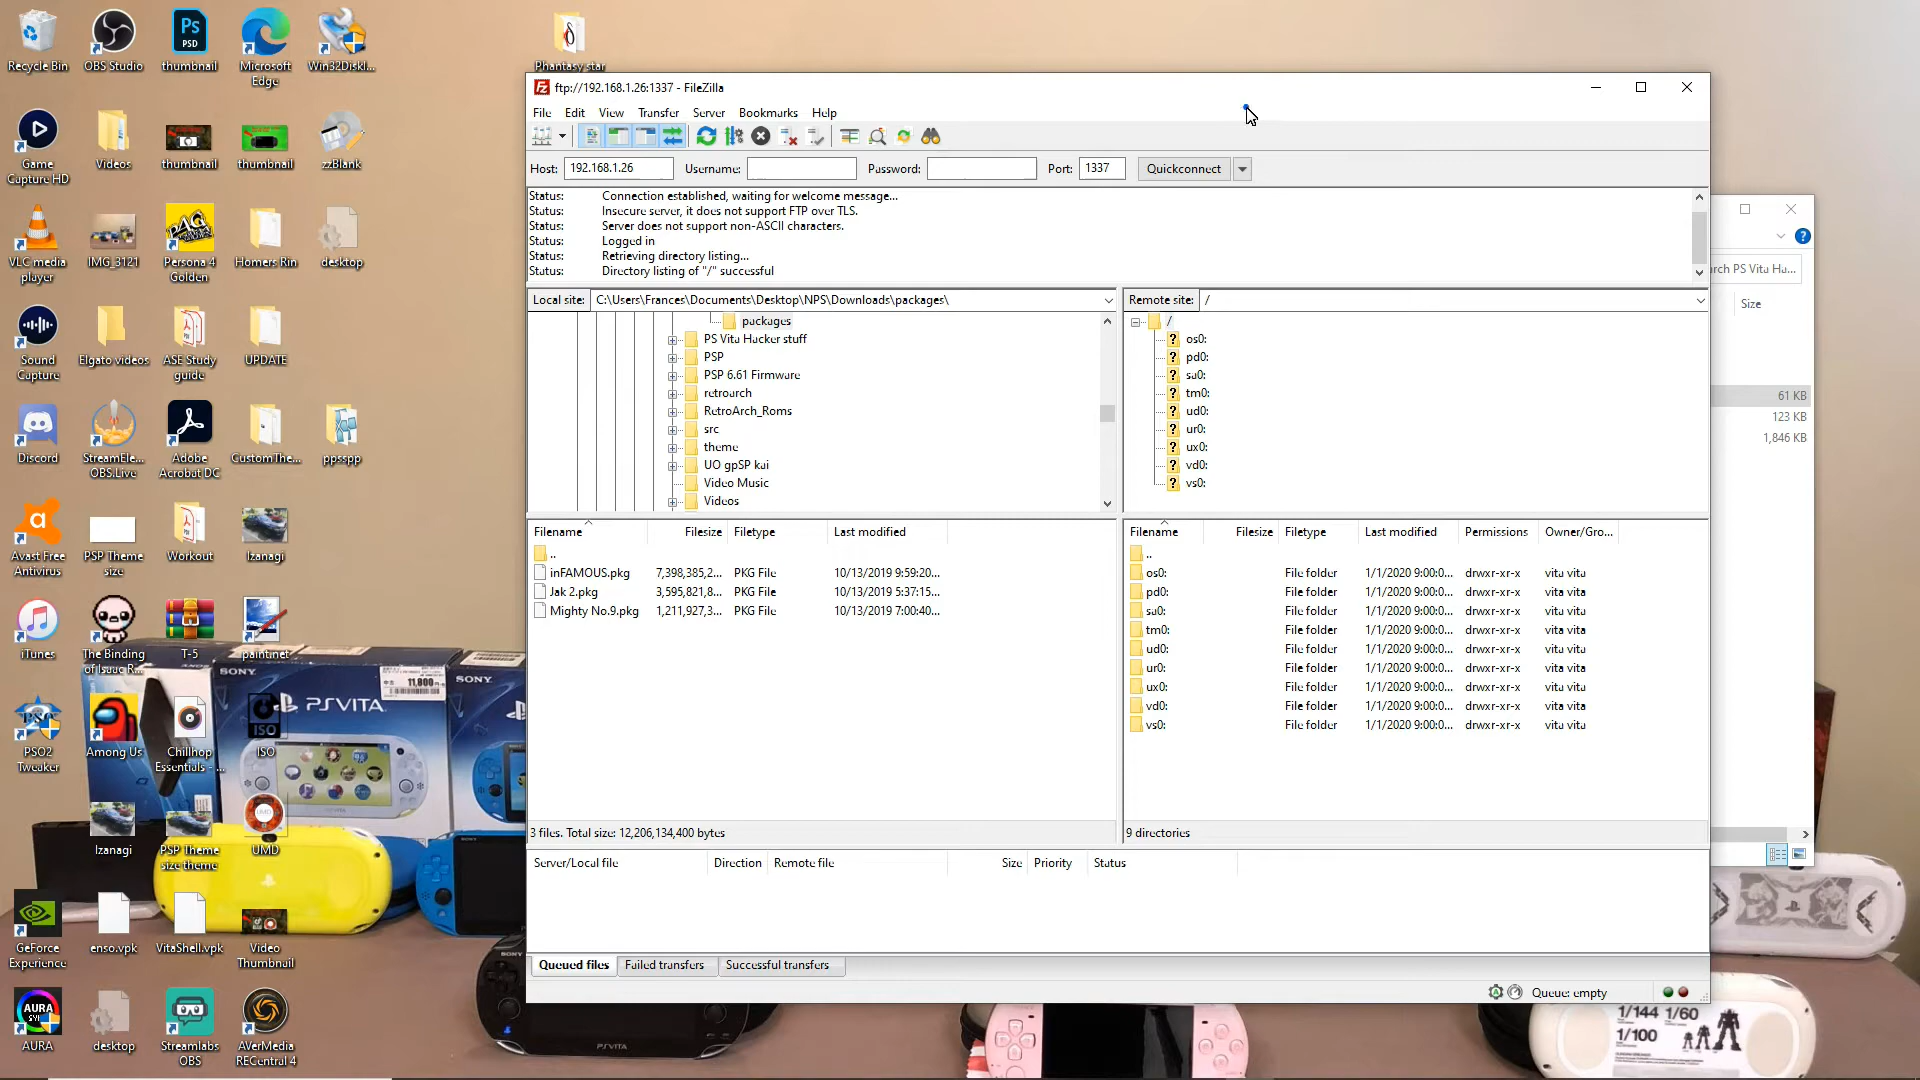 Recycle Bin
OBS Studio
thumbnail
Microsoft
Edge
Win32DiskI...
Phantasy star
Game
Capture HD
Videos
thumbnail
thumbnail
zzBlank
VLC media
player
IMG_3121
Persona 4
Golden
Homers Rin
desktop
Sound
Capture
Elgato videos
ASE Study
guide
UPDATE
Discord
StreamEle...
OBS.Live
Adobe
Acrobat DC
CustomThe...
ppsspp
Avast Free
Antivirus
PSP Theme
size
Workout
Izanagi
iTunes
The Binding
of Isaac R...
T-5
paint.net
PSO2
Tweaker
Among Us
Chillhop
Essentials - ...
ISO
ISO
Izanagi
PSP Theme
size theme
UMD
UMD
GeForce
Experience
enso.vpk
VitaShell.vpk
Video
Thumbnail
AURA
AURA
desktop
Streamlabs
OBS
AVerMedia
RECentral 4
Ps
PSD
SONY
SONY
11,800
PSVITA
PSVITA
ftp://192.168.1.26:1337 - FileZilla
File Edit View Transfer Server Bookmarks Help
Host: 192.168.1.26 Username: Password: Port: 1337 Quickconnect
Status: Connection established, waiting for welcome message...
Status: Insecure server, it does not support FTP over TLS.
Status: Server does not support non-ASCII characters.
Status: Logged in
Status: Retrieving directory listing...
Status: Directory listing of "/" successful
Local site: C:\Users\Frances\Documents\Desktop\NPS\Downloads\packages\
packages
PS Vita Hacker stuff
PSP
PSP 6.61 Firmware
retroarch
RetroArch_Roms
src
theme
UO gpSP kai
Video Music
Videos
Remote site: /
/
os0:
pd0:
sa0:
tm0:
ud0:
ur0:
ux0:
vd0:
vs0:
Filename Filesize Filetype Last modified
..
inFAMOUS.pkg 7,398,385,2... PKG File 10/13/2019 9:59:20...
Jak 2.pkg 3,595,821,8... PKG File 10/13/2019 5:37:15...
Mighty No.9.pkg 1,211,927,3... PKG File 10/13/2019 7:00:40...
3 files. Total size: 12,206,134,400 bytes
Filename Filesize Filetype Last modified Permissions Owner/Gro...
..
os0: File folder 1/1/2020 9:00:0... drwxr-xr-x vita vita
pd0: File folder 1/1/2020 9:00:0... drwxr-xr-x vita vita
sa0: File folder 1/1/2020 9:00:0... drwxr-xr-x vita vita
tm0: File folder 1/1/2020 9:00:0... drwxr-xr-x vita vita
ud0: File folder 1/1/2020 9:00:0... drwxr-xr-x vita vita
ur0: File folder 1/1/2020 9:00:0... drwxr-xr-x vita vita
ux0: File folder 1/1/2020 9:00:0... drwxr-xr-x vita vita
vd0: File folder 1/1/2020 9:00:0... drwxr-xr-x vita vita
vs0: File folder 1/1/2020 9:00:0... drwxr-xr-x vita vita
9 directories
Server/Local file Direction Remote file Size Priority Status
Queued files Failed transfers Successful transfers
Queue: empty
rch PS Vita Ha...
Size
61 KB
123 KB
1,846 KB
1/144 1/60
1/100